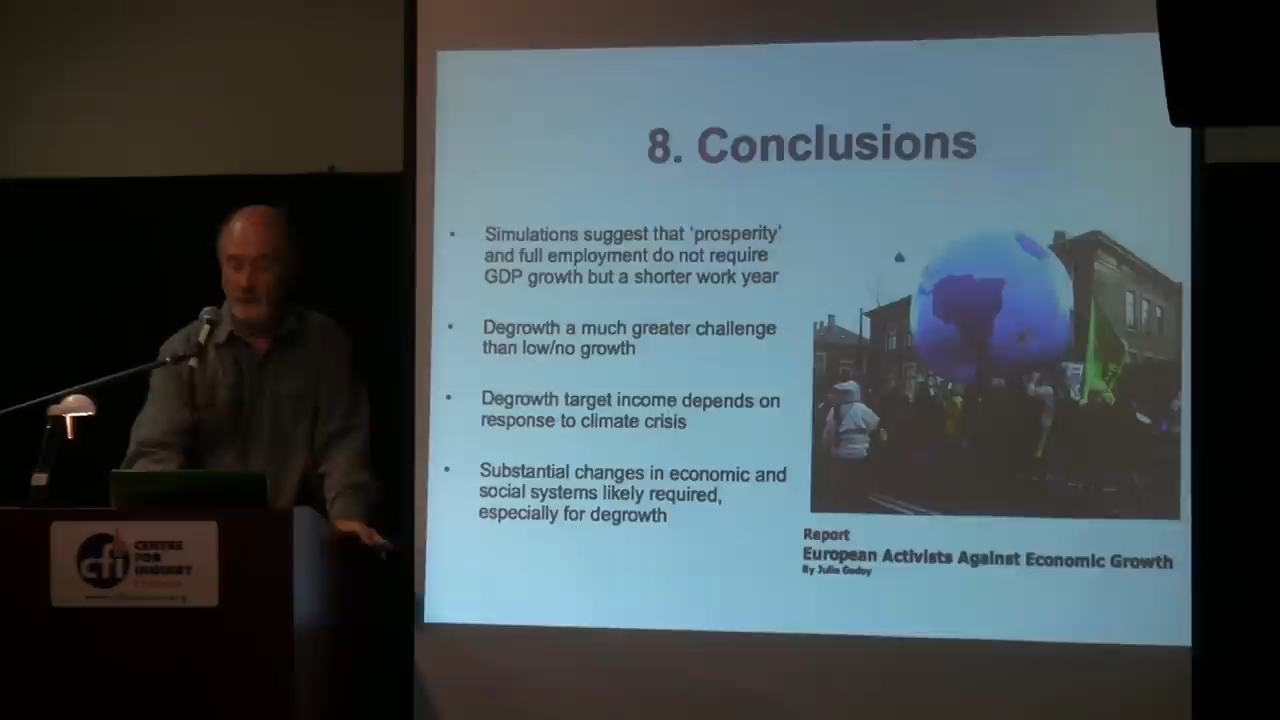 8. Conclusions
• Simulations suggest that 'prosperity'
and full employment do not require
GDP growth but a shorter work year
• Degrowth a much greater challenge
than low/no growth
• Degrowth target income depends on
response to climate crisis
• Substantial changes in economic and
social systems likely required,
especially for degrowth
Report
European Activists Against Economic Growth
By Julio Godoy
cfi
CENTRE
FOR
INQUIRY